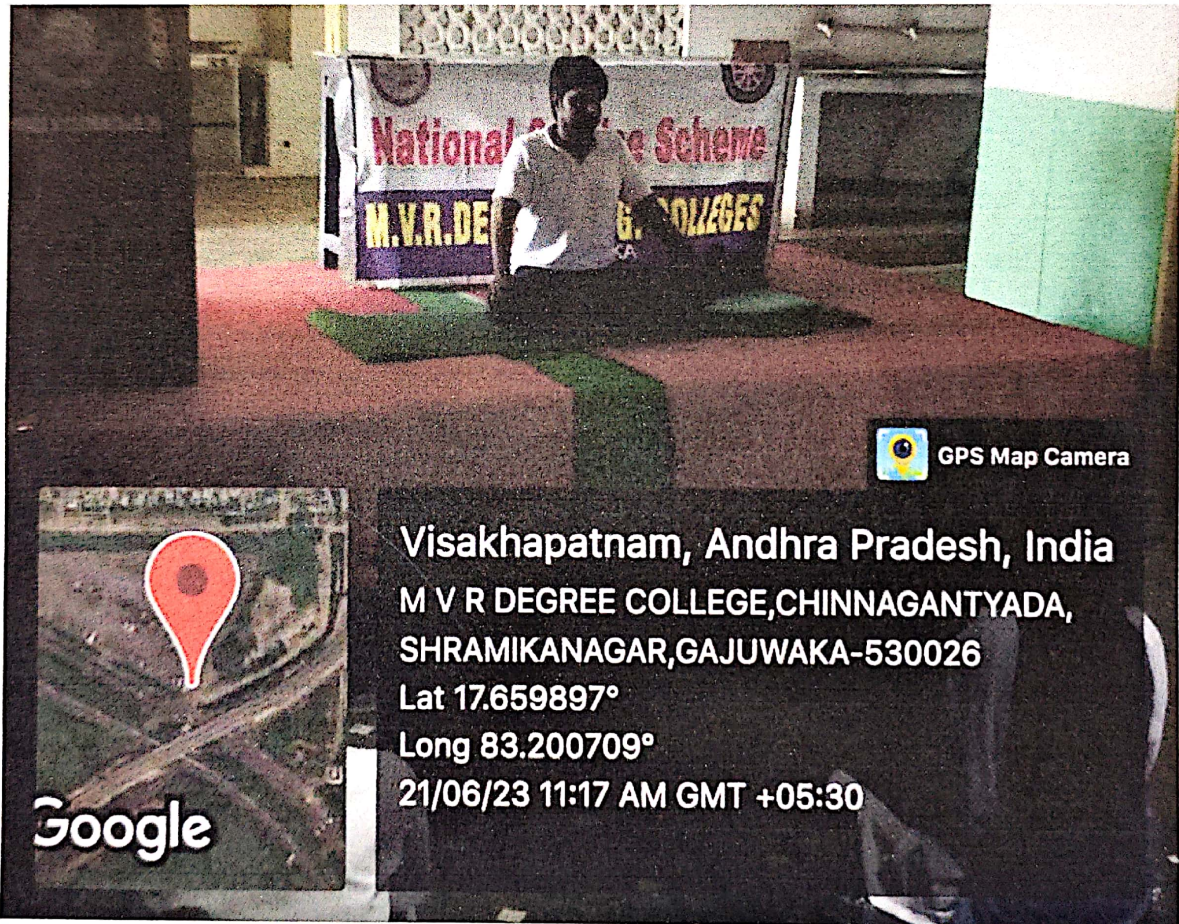 National Scheme
M.V.R.DE G. OLLEGES
GPS Map Camera
Visakhapatnam, Andhra Pradesh, India
M V R DEGREE COLLEGE,CHINNAGANTYADA,
SHRAMIKANAGAR,GAJUWAKA-530026
Lat 17.659897°
Long 83.200709°
21/06/23 11:17 AM GMT +05:30
Google